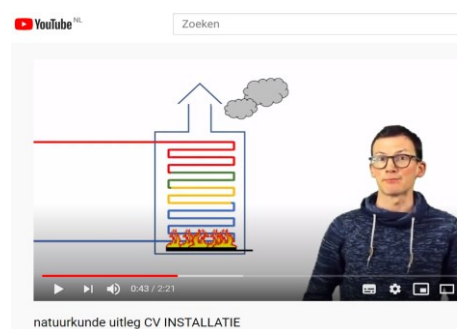 YouTube NL
Zoeken
0:43 / 2:21
natuurkunde uitleg CV INSTALLATIE